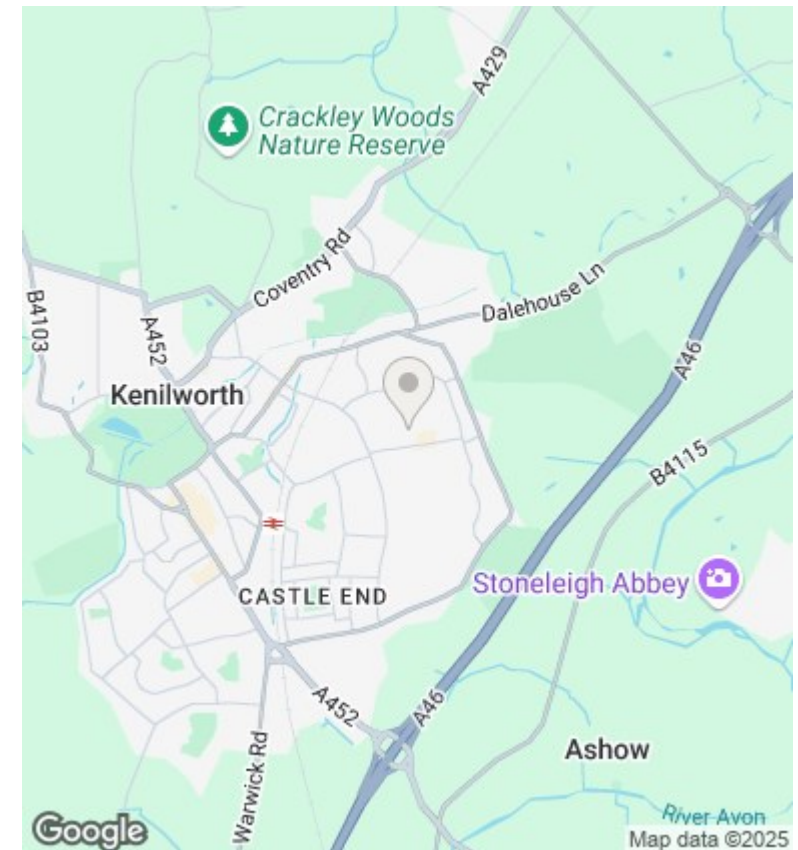 A429
Crackley Woods
Nature Reserve
Coventry Rd
Dalehouse Ln
B4103
A452
A46
Kenilworth
B4115
Stoneleigh Abbey
CASTLE END
A452
A46
Ashow
Warwick Rd
River Avon
Google
Map data ©2025